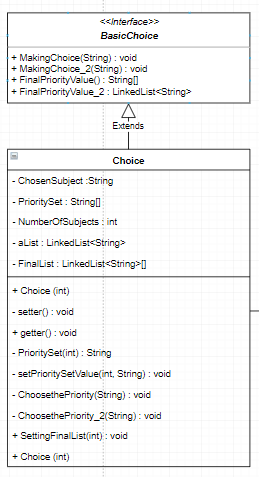 <<Interface>>
BasicChoice
+ MakingChoice(String) : void
+ MakingChoice_2(String) : void
+ FinalPriorityValue() : String[]
+ FinalPriorityValue_2 : LinkedList<String>
Extends
Choice
- ChosenSubject :String
- PrioritySet : String[]
- NumberOfSubjects : int
- aList : LinkedList<String>
- FinalList : LinkedList<String>[]
+ Choice (int)
- setter() : void
+ getter() : void
- PrioritySet(int) : String
- setPrioritySetValue(int, String) : void
- ChoosethePriority(String) : void
- ChoosethePriority_2(String) : void
+ SettingFinalList(int) : void
+ Choice (int)